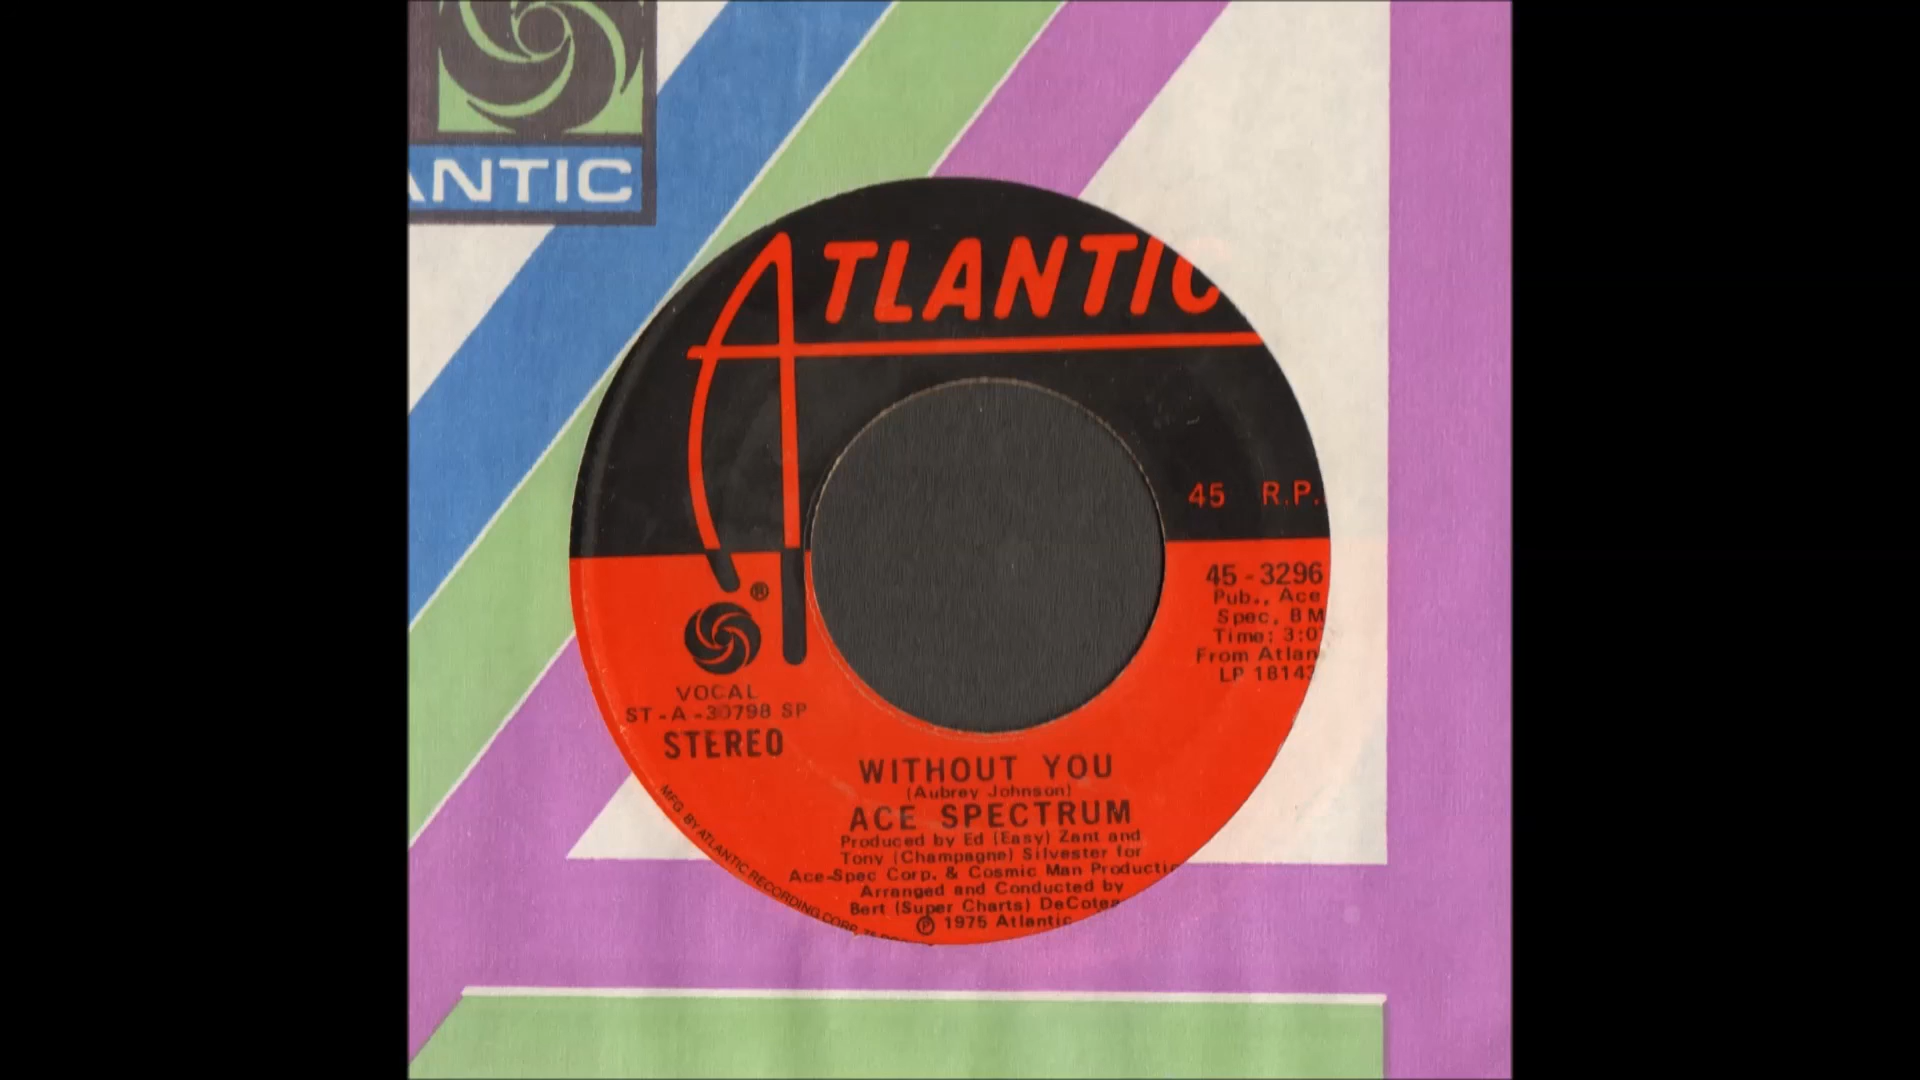 ANTIC
ATLANTIC
45 R.P.
45-3296
Pub., Ace
Spec, BM
Time: 3:0
From Atlan
LP 18143
®
VOCAL
ST-A-30798 SP
STEREO
WITHOUT YOU
(Aubrey Johnson)
ACE SPECTRUM
Produced by Ed (Easy) Zant and
Tony (Champagne) Silvester for
Ace-Spec Corp. & Cosmic Man Productio
Arranged and Conducted by
Bert (Super Charts) DeCotea
℗ 1975 Atlantic
MFG. BY ATLANTIC RECORDING CORP.